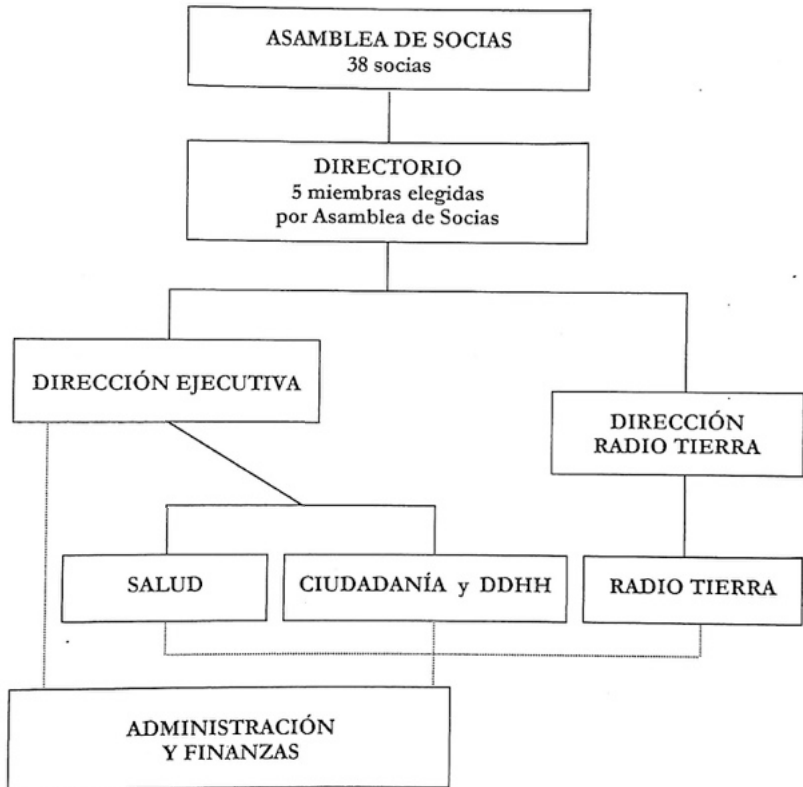 ASAMBLEA DE SOCIAS
38 socias
DIRECTORIO
5 miembras elegidas
por Asamblea de Socias
DIRECCIÓN EJECUTIVA
DIRECCIÓN
RADIO TIERRA
SALUD
CIUDADANÍA y DDHH
RADIO TIERRA
ADMINISTRACIÓN
Y FINANZAS